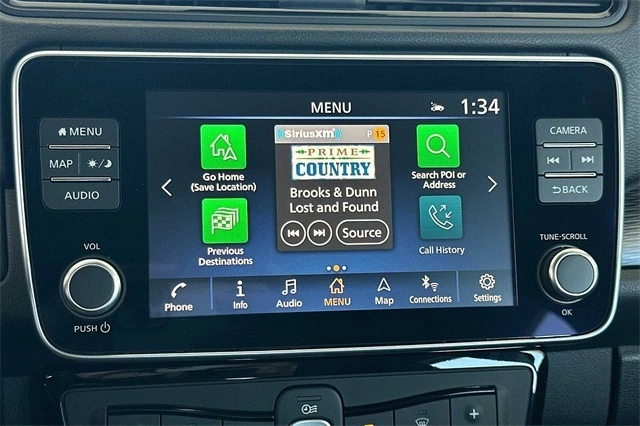 MENU
1:34
MENU
MAP
AUDIO
VOL
PUSH
SiriusXM
P 15
PRIME
COUNTRY
Brooks & Dunn
Lost and Found
Source
Go Home
(Save Location)
Previous
Destinations
Search POI or
Address
Call History
Phone
Info
Audio
MENU
Map
Connections
Settings
CAMERA
BACK
TUNE-SCROLL
OK